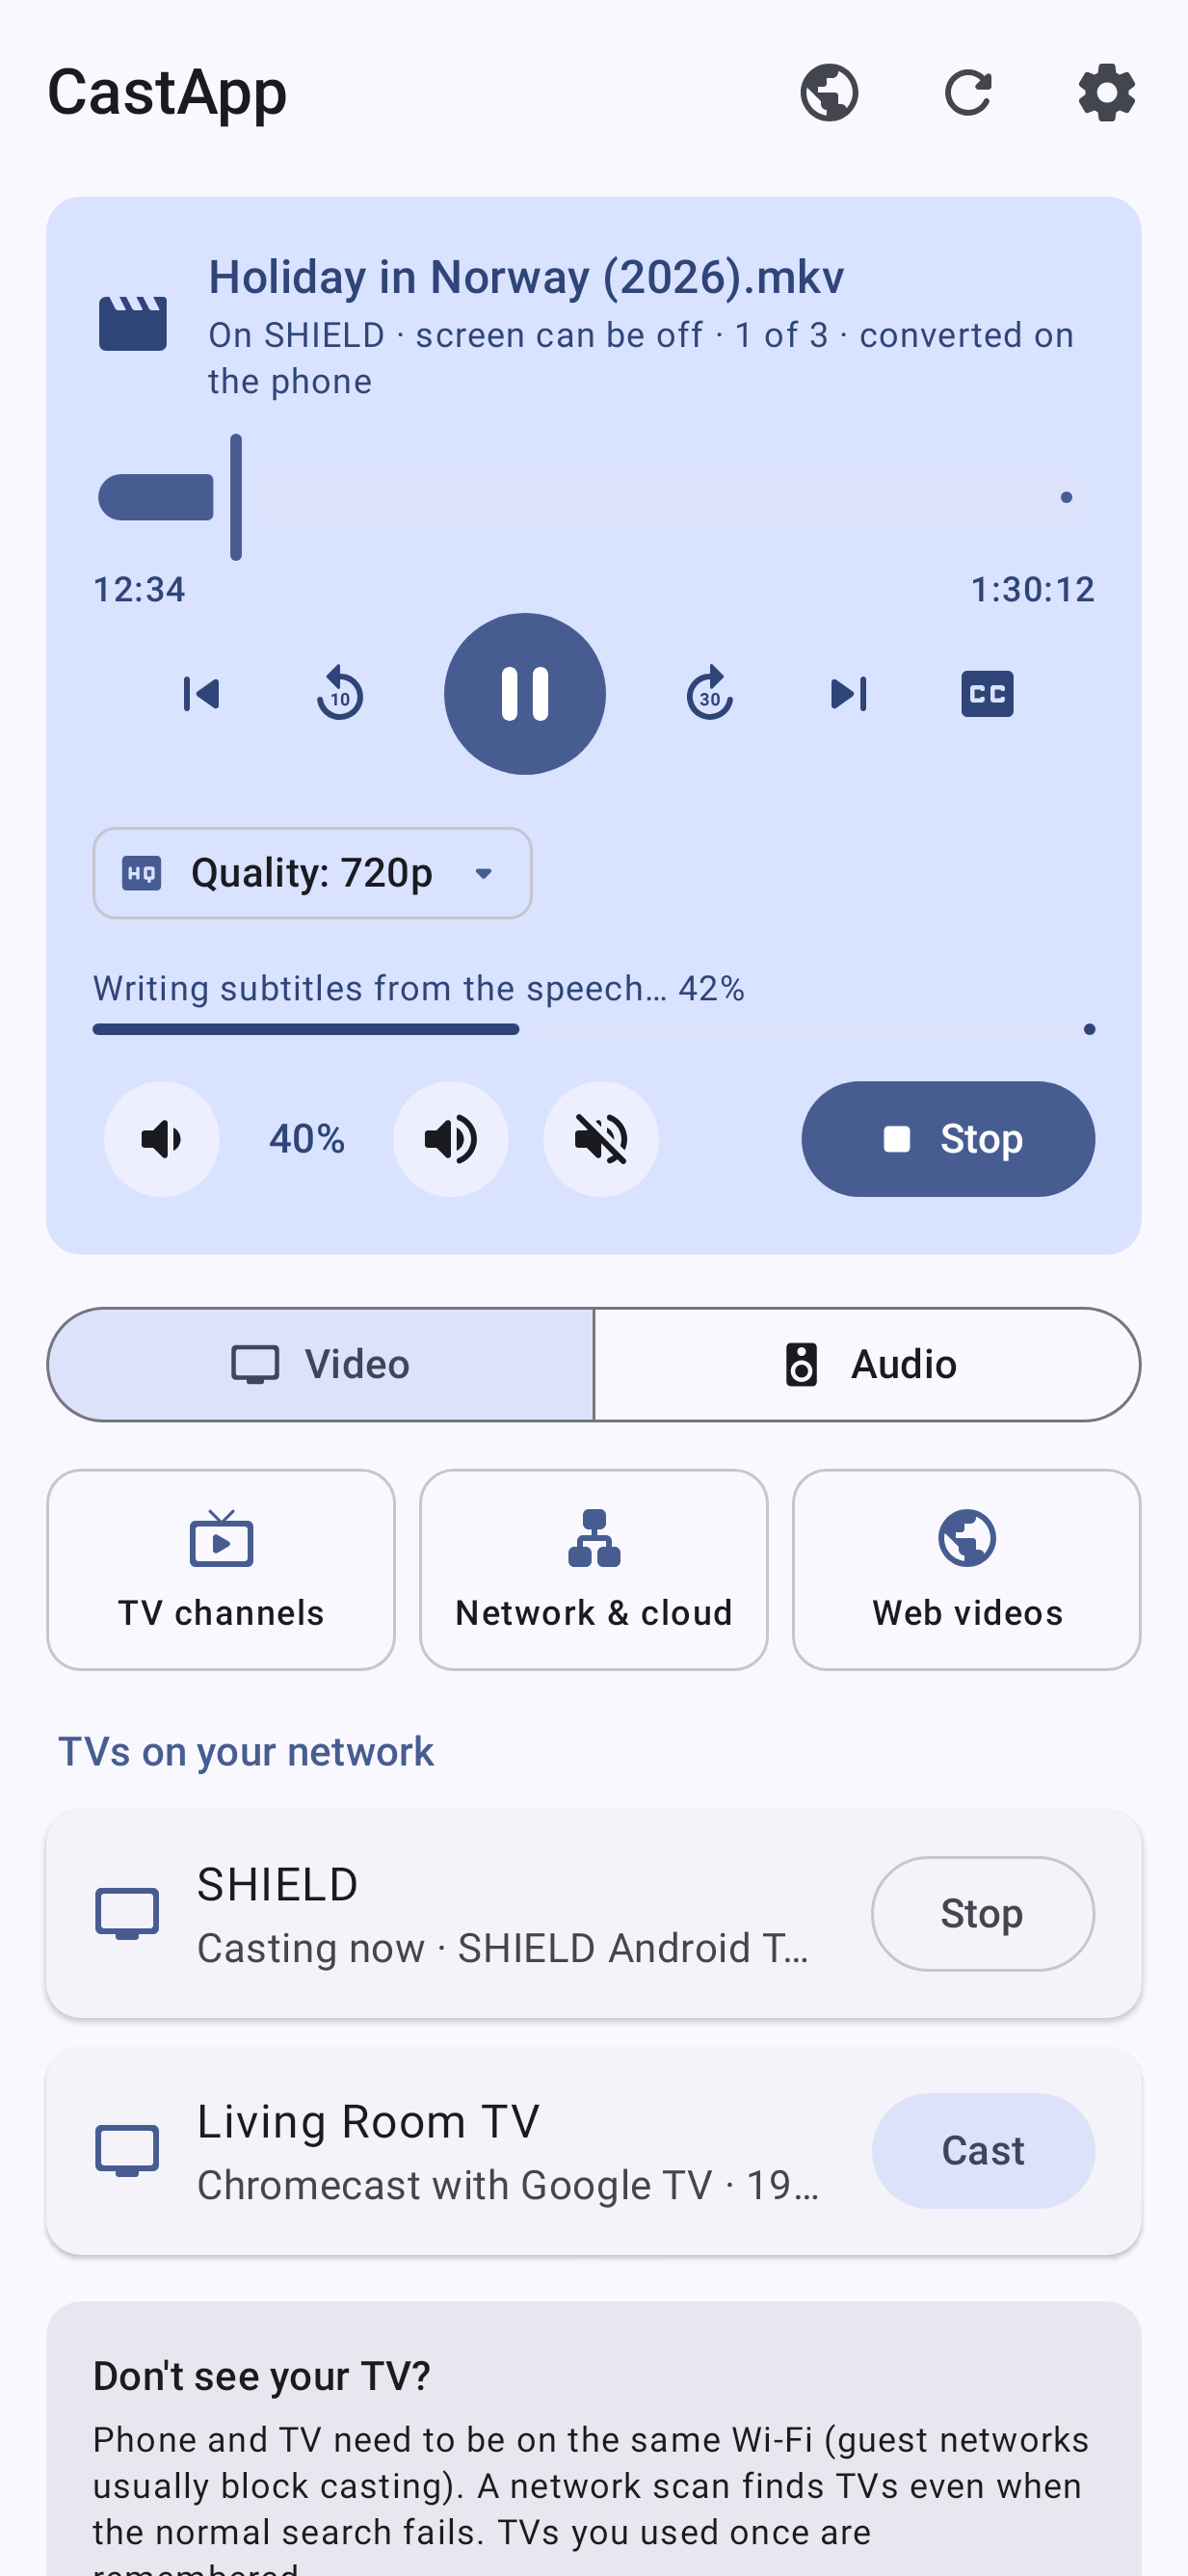 CastApp
Holiday in Norway (2026).mkv
On SHIELD · screen can be off · 1 of 3 · converted on
the phone
12:34
1:30:12
10
30
CC
HQ
Quality: 720p
Writing subtitles from the speech… 42%
40%
Stop
Video
Audio
TV channels
Network & cloud
Web videos
TVs on your network
SHIELD
Casting now · SHIELD Android T…
Stop
Living Room TV
Chromecast with Google TV · 19…
Cast
Don't see your TV?
Phone and TV need to be on the same Wi-Fi (guest networks
usually block casting). A network scan finds TVs even when
the normal search fails. TVs you used once are